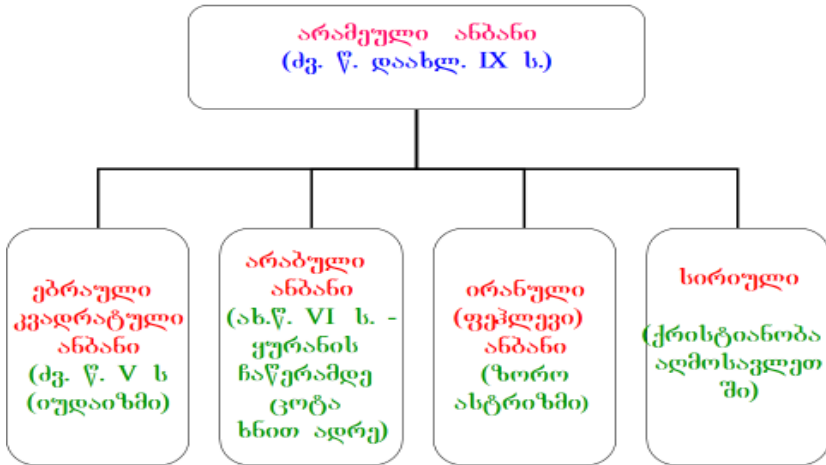 არამეული ანბანი
(ძვ. წ. დაახლ. IX ს.)
ებრაული
კვადრატული
ანბანი
(ძვ. წ. V ს
(იუდაიზმი)
არაბული
ანბანი
(ახ.წ. VI ს. -
ყურანის
ჩაწერამდე
ცოტა
ხნით ადრე)
ირანული
(ფეჰლევი)
ანბანი
(ზორო
ასტრიზმი)
სირიული
(ქრისტიანობა
აღმოსავლეთ
ში)